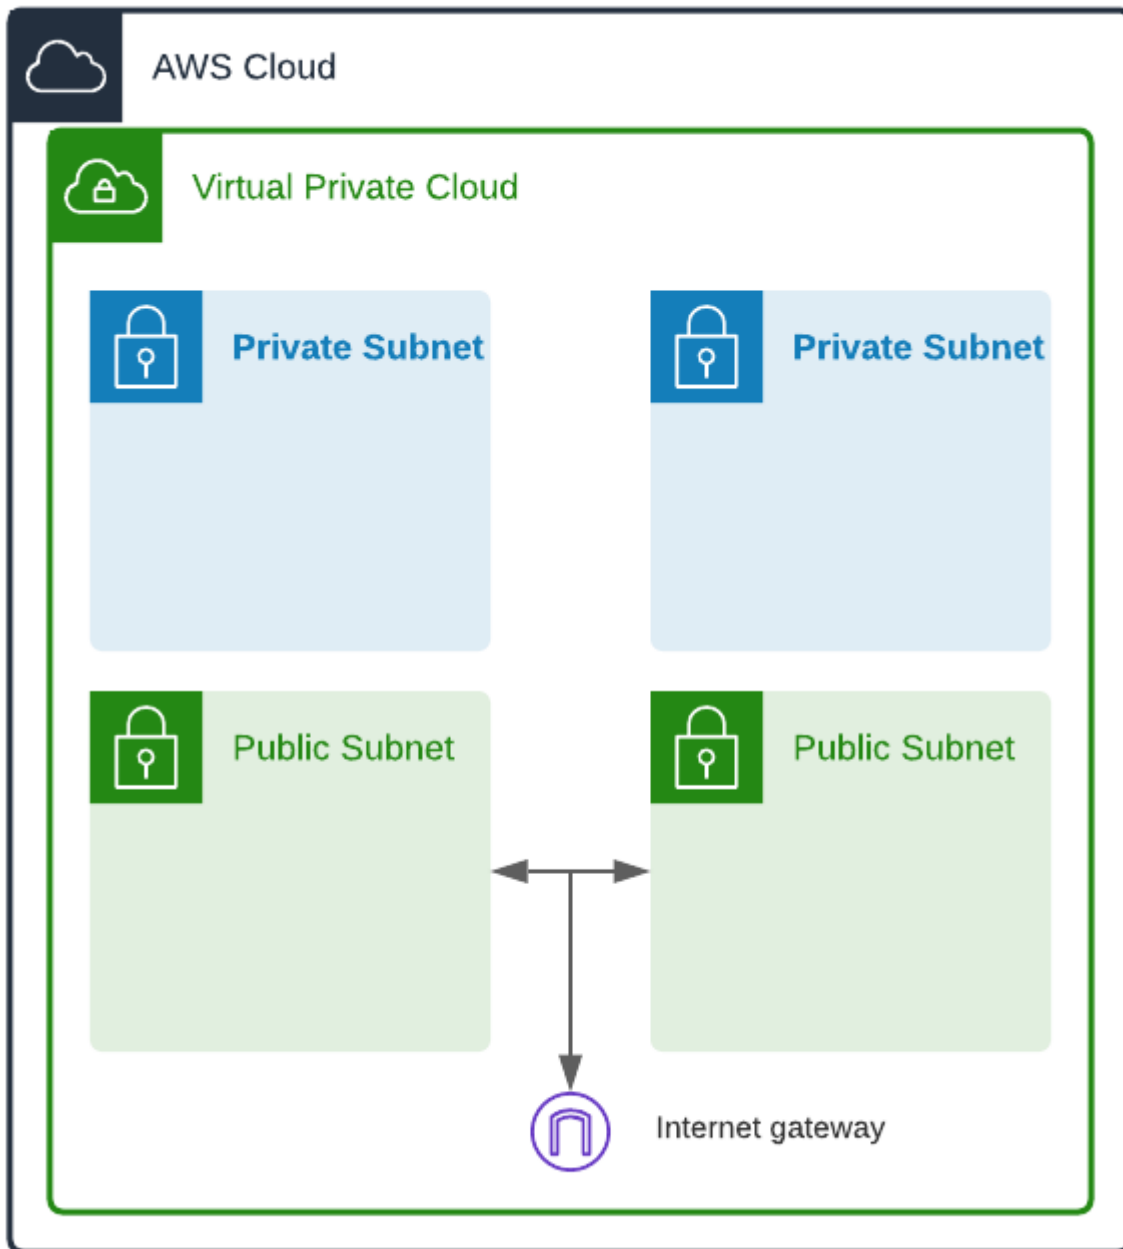 AWS Cloud
Virtual Private Cloud
Private Subnet
Private Subnet
Public Subnet
Public Subnet
Internet gateway